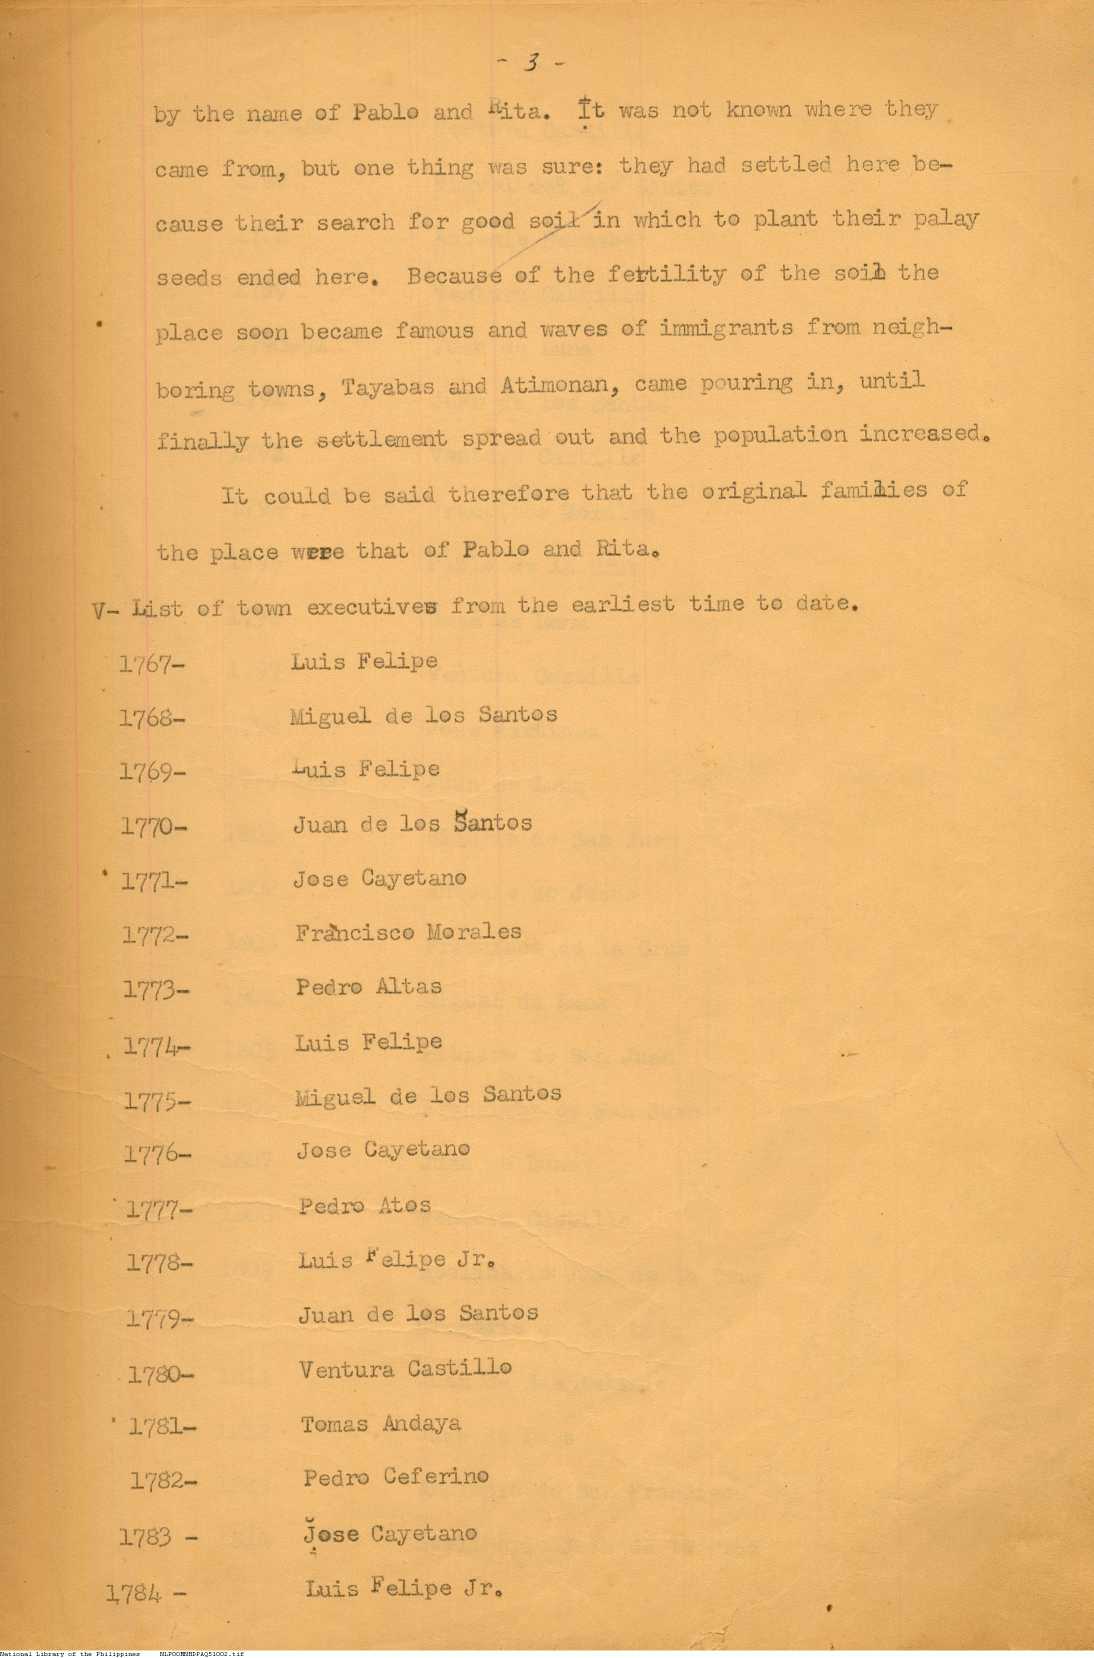 - 3 -
by the name of Pablo and Rita. It was not known where they
came from, but one thing was sure: they had settled here be-
cause their search for good soil in which to plant their palay
seeds ended here. Because of the fertility of the soil the
place soon became famous and waves of immigrants from neigh-
boring towns, Tayabas and Atimonan, came pouring in, until
finally the settlement spread out and the population increased.
It could be said therefore that the original families of
the place were that of Pablo and Rita.
V- List of town executives from the earliest time to date.
1767- Luis Felipe
1768- Miguel de los Santos
1769- Luis Felipe
1770- Juan de los Santos
1771- Jose Cayetano
1772- Francisco Morales
1773- Pedro Altas
1774- Luis Felipe
1775- Miguel de los Santos
1776- Jose Cayetano
1777- Pedro Atos
1778- Luis Felipe Jr.
1779- Juan de los Santos
1780- Ventura Castillo
1781- Tomas Andaya
1782- Pedro Ceferino
1783 - Jose Cayetano
1784 - Luis Felipe Jr.
National Library of the Philippines